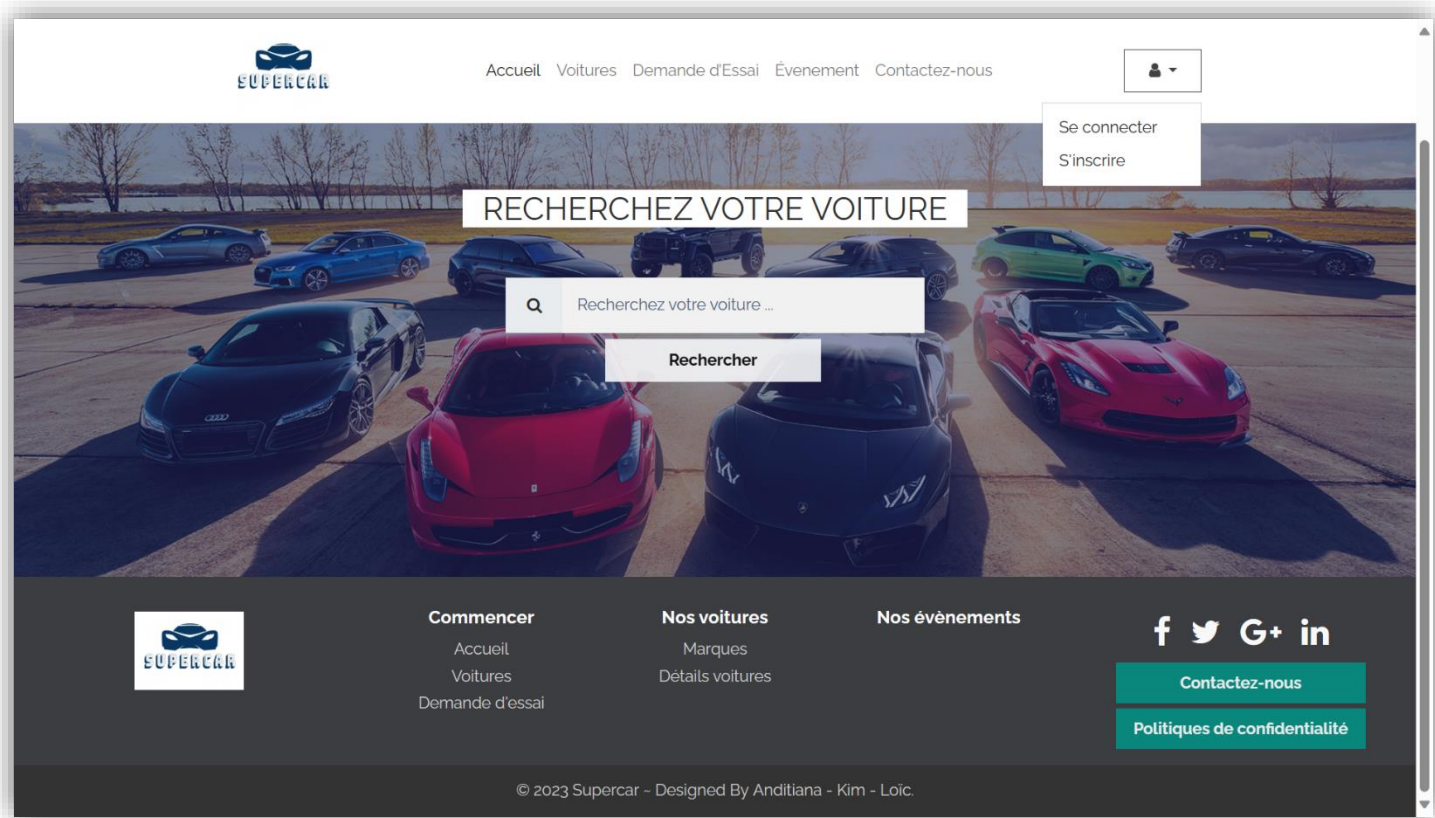 SUPERCAR
Accueil Voitures Demande d'Essai Évenement Contactez-nous
Se connecter
S'inscrire
RECHERCHEZ VOTRE VOITURE
Recherchez votre voiture ...
Rechercher
SUPERCAR
Commencer
Accueil
Voitures
Demande d'essai
Nos voitures
Marques
Détails voitures
Nos évènements
f G+ in
Contactez-nous
Politiques de confidentialité
© 2023 Supercar - Designed By Anditiana - Kim - Loïc.